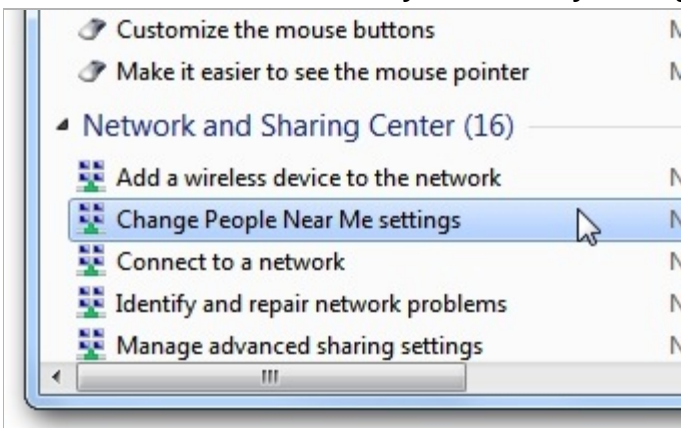 Customize the mouse buttons
Make it easier to see the mouse pointer
Network and Sharing Center (16)
Add a wireless device to the network
Change People Near Me settings
Connect to a network
Identify and repair network problems
Manage advanced sharing settings